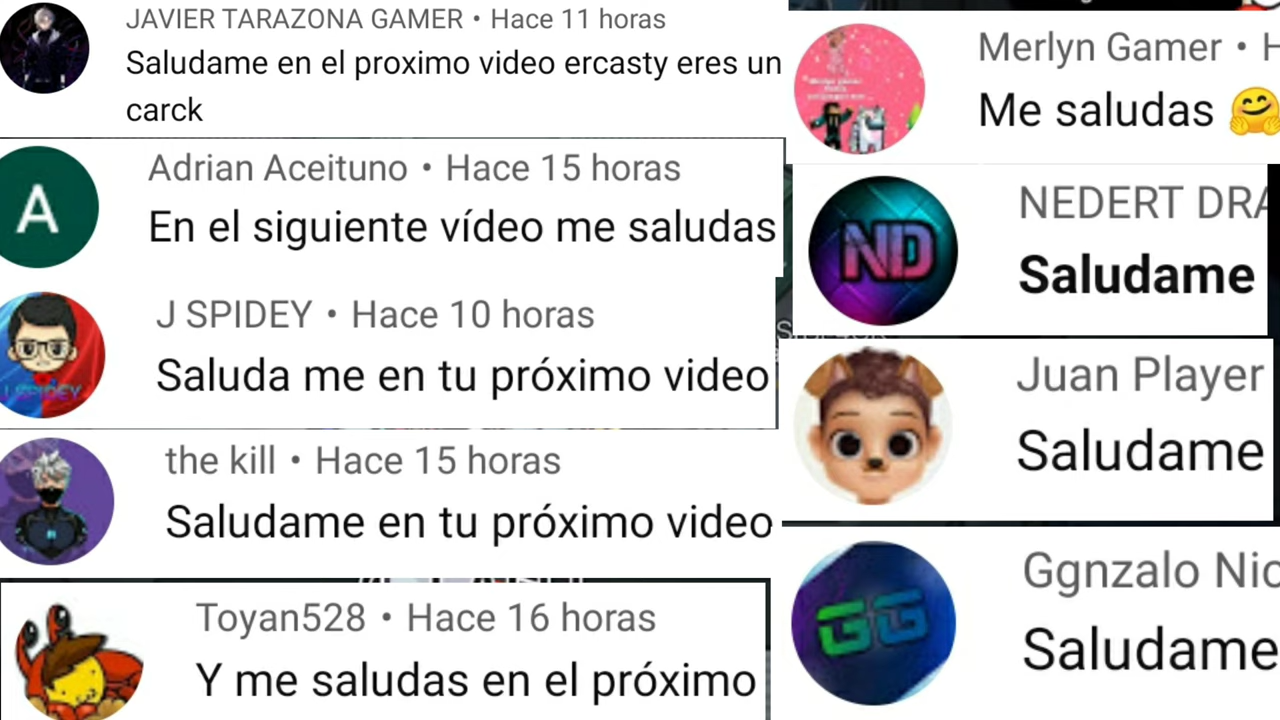 JAVIER TARAZONA GAMER • Hace 11 horas
Saludame en el proximo video ercasty eres un
carck
A
Adrian Aceituno • Hace 15 horas
En el siguiente vídeo me saludas
J SPIDEY
J SPIDEY • Hace 10 horas
Saluda me en tu próximo video
the kill • Hace 15 horas
Saludame en tu próximo video
Toyan528 • Hace 16 horas
Y me saludas en el próximo
Merlyn Gamer • H
Me saludas 🤗
ND
NEDERT DRA
Saludame
Juan Player
Saludame
GG
Ggnzalo Nic
Saludame